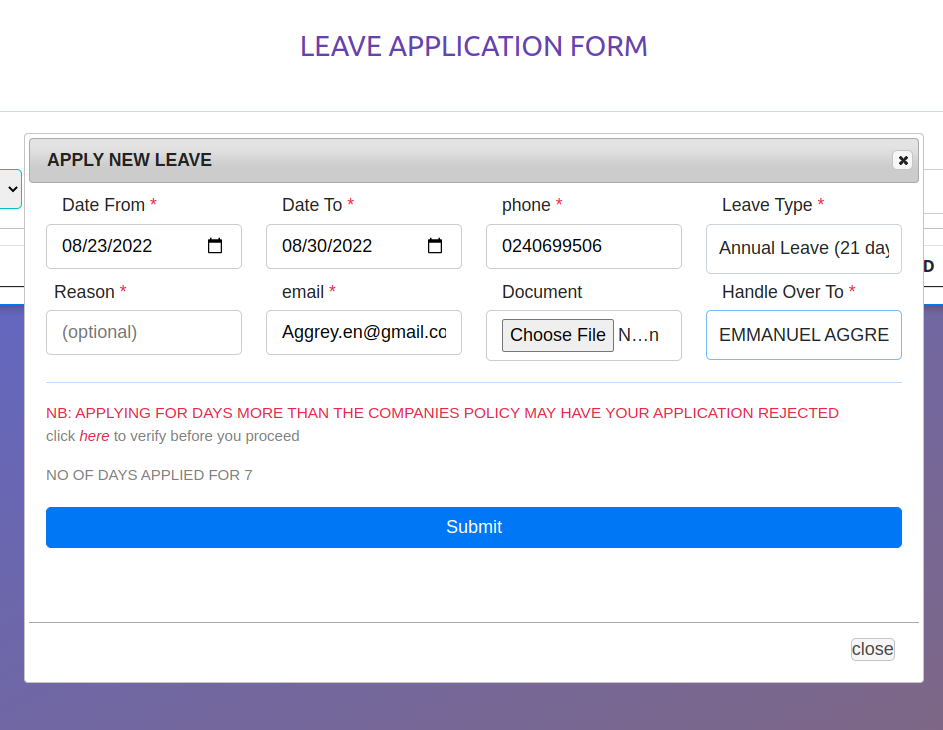 LEAVE APPLICATION FORM
APPLY NEW LEAVE
Date From * Date To * phone * Leave Type *
08/23/2022 08/30/2022 0240699506 Annual Leave (21 day
Reason * email * Document Handle Over To *
(optional) Aggrey.en@gmail.co Choose File N...n EMMANUEL AGGRE
D
NB: APPLYING FOR DAYS MORE THAN THE COMPANIES POLICY MAY HAVE YOUR APPLICATION REJECTED
click here to verify before you proceed
NO OF DAYS APPLIED FOR 7
Submit
close